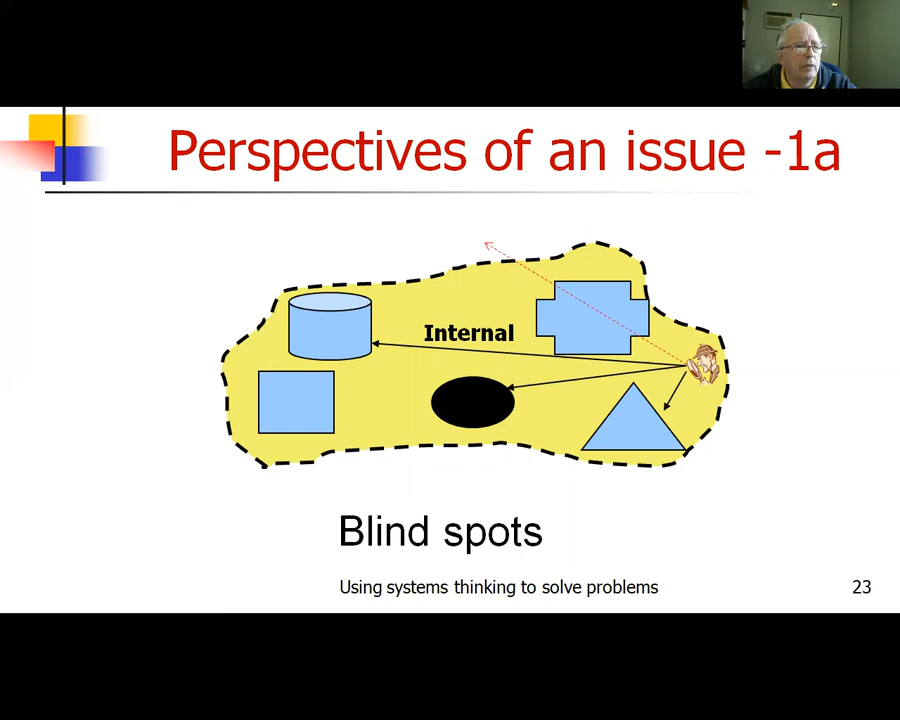 Perspectives of an issue -1a
Internal
Blind spots
Using systems thinking to solve problems
23